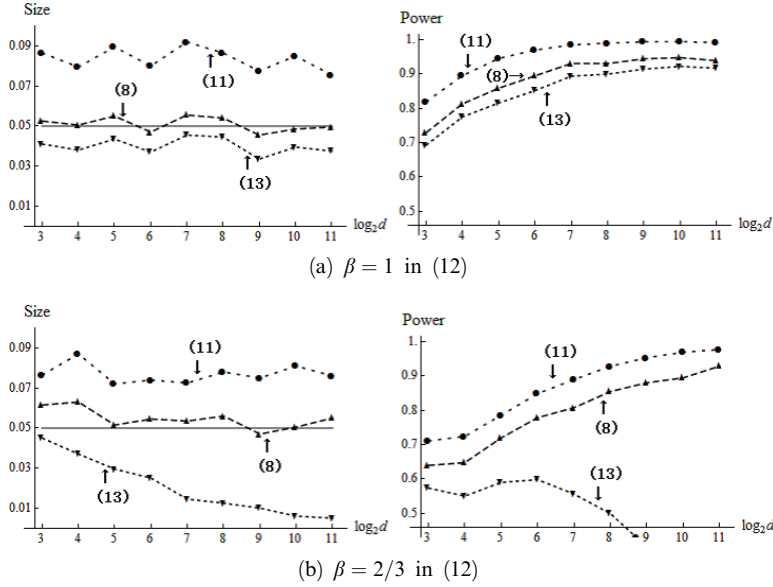 Size
0.09
0.07
0.05
0.03
0.01
3 4 5 6 7 8 9 10 11
log₂d
(11)
(8)
(13)
Power
1.
0.9
0.8
0.7
0.6
0.5
3 4 5 6 7 8 9 10 11
log₂d
(11)
(8)→
(13)
(a) β = 1 in (12)
Size
0.09
0.07
0.05
0.03
0.01
3 4 5 6 7 8 9 10 11
log₂d
(11)
(8)
(13)
Power
1.
0.9
0.8
0.7
0.6
0.5
3 4 5 6 7 8 9 10 11
log₂d
(11)
(8)
(13)
(b) β = 2/3 in (12)